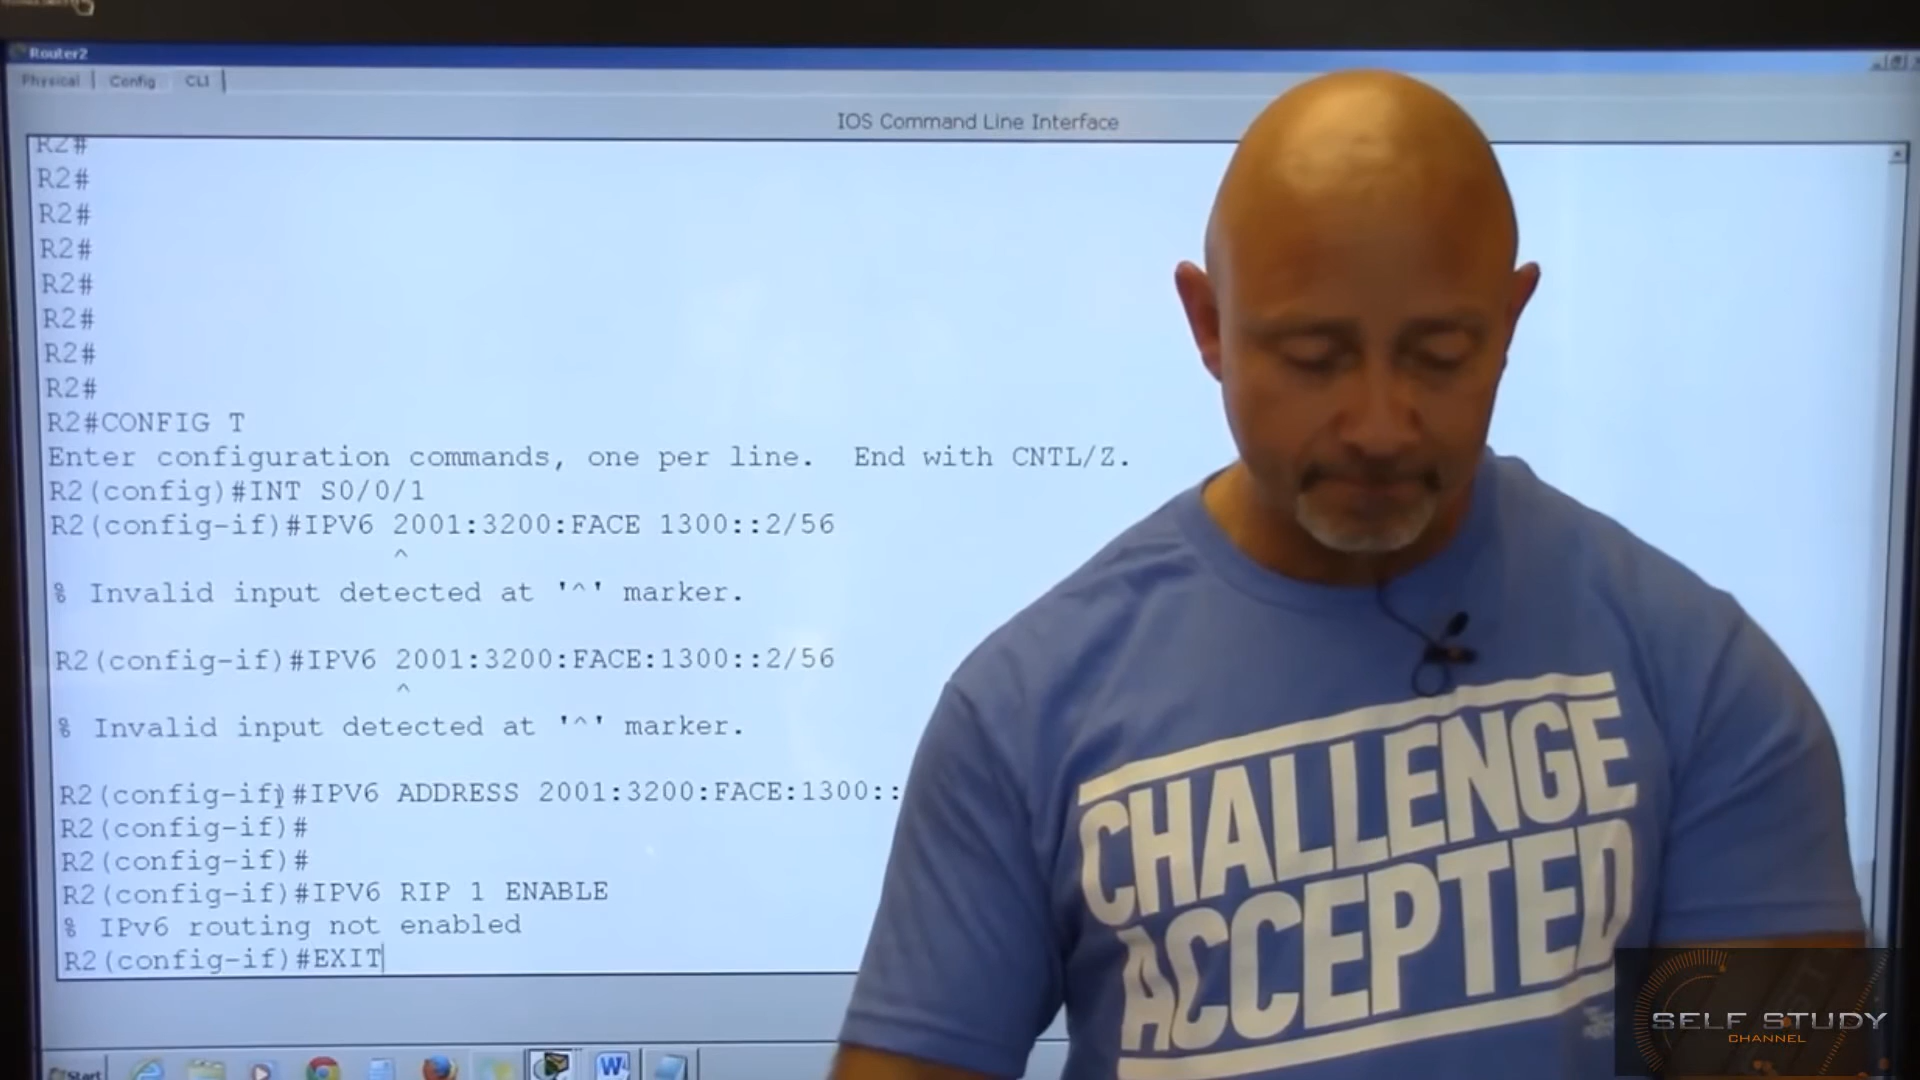 Router2
Physical
Config
CLI
IOS Command Line Interface
R2#
R2#
R2#
R2#
R2#
R2#
R2#
R2#
R2#CONFIG T
Enter configuration commands, one per line.  End with CNTL/Z.
R2(config)#INT S0/0/1
R2(config-if)#IPV6 2001:3200:FACE 1300::2/56
^
% Invalid input detected at '^' marker.
R2(config-if)#IPV6 2001:3200:FACE:1300::2/56
^
% Invalid input detected at '^' marker.
R2(config-if)#IPV6 ADDRESS 2001:3200:FACE:1300::
R2(config-if)#
R2(config-if)#
R2(config-if)#IPV6 RIP 1 ENABLE
% IPv6 routing not enabled
R2(config-if)#EXIT
Start
CHALLENGE
ACCEPTED
SELF STUDY
CHANNEL